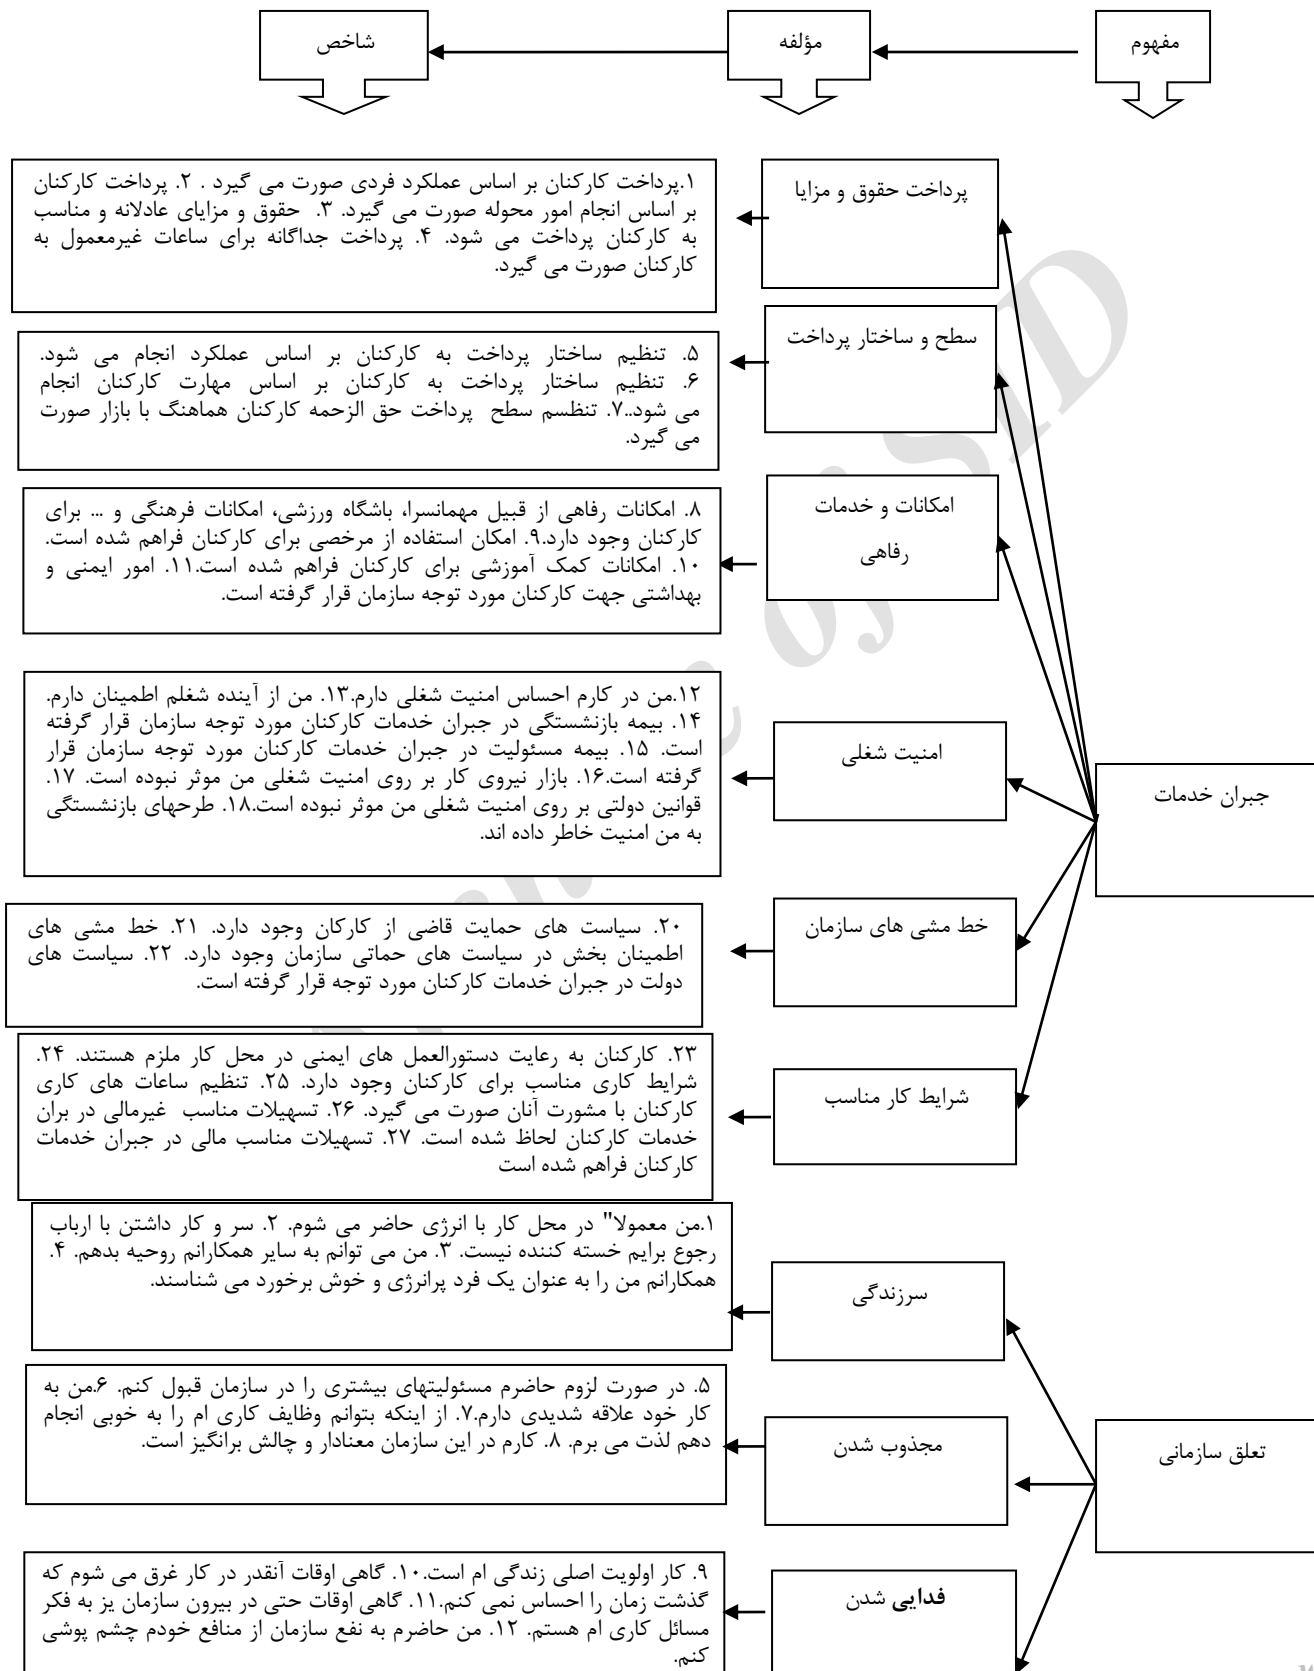 مفهوم
مؤلفه
شاخص
پرداخت حقوق و مزایا
۱.پرداخت کارکنان بر اساس عملکرد فردی صورت می گیرد . ۲. پرداخت کارکنان
بر اساس انجام امور محوله صورت می گیرد. ۳. حقوق و مزایای عادلانه و مناسب
به کارکنان پرداخت می شود. ۴. پرداخت جداگانه برای ساعات غیرمعمول به
کارکنان صورت می گیرد.
سطح و ساختار پرداخت
۵. تنظیم ساختار پرداخت به کارکنان بر اساس عملکرد انجام می شود.
۶. تنظیم ساختار پرداخت به کارکنان بر اساس مهارت کارکنان انجام
می شود..۷. تنظسم سطح پرداخت حق الزحمه کارکنان هماهنگ با بازار صورت
می گیرد.
امکانات و خدمات
رفاهی
۸. امکانات رفاهی از قبیل مهمانسرا، باشگاه ورزشی، امکانات فرهنگی و ... برای
کارکنان وجود دارد.۹. امکان استفاده از مرخصی برای کارکنان فراهم شده است.
۱۰. امکانات کمک آموزشی برای کارکنان فراهم شده است.۱۱. امور ایمنی و
بهداشتی جهت کارکنان مورد توجه سازمان قرار گرفته است.
جبران خدمات
امنیت شغلی
۱۲.من در کارم احساس امنیت شغلی دارم.۱۳. من از آینده شغلم اطمینان دارم.
۱۴. بیمه بازنشستگی در جبران خدمات کارکنان مورد توجه سازمان قرار گرفته
است. ۱۵. بیمه مسئولیت در جبران خدمات کارکنان مورد توجه سازمان قرار
گرفته است.۱۶. بازار نیروی کار بر روی امنیت شغلی من موثر نبوده است. ۱۷.
قوانین دولتی بر روی امنیت شغلی من موثر نبوده است.۱۸. طرحهای بازنشستگی
به من امنیت خاطر داده اند.
خط مشی های سازمان
۲۰. سیاست های حمایت قاضی از کارکان وجود دارد. ۲۱. خط مشی های
اطمینان بخش در سیاست های حماتی سازمان وجود دارد. ۲۲. سیاست های
دولت در جبران خدمات کارکنان مورد توجه قرار گرفته است.
شرایط کار مناسب
۲۳. کارکنان به رعایت دستورالعمل های ایمنی در محل کار ملزم هستند. ۲۴.
شرایط کاری مناسب برای کارکنان وجود دارد. ۲۵. تنظیم ساعات های کاری
کارکنان با مشورت آنان صورت می گیرد. ۲۶. تسهیلات مناسب غیرمالی در بران
خدمات کارکنان لحاظ شده است. ۲۷. تسهیلات مناسب مالی در جبران خدمات
کارکنان فراهم شده است
سرزندگی
۱.من معمولا" در محل کار با انرژی حاضر می شوم. ۲. سر و کار داشتن با ارباب
رجوع برایم خسته کننده نیست. ۳. من می توانم به سایر همکارانم روحیه بدهم. ۴.
همکارانم من را به عنوان یک فرد پرانرژی و خوش برخورد می شناسند.
تعلق سازمانی
مجذوب شدن
۵. در صورت لزوم حاضرم مسئولیتهای بیشتری را در سازمان قبول کنم. ۶.من به
کار خود علاقه شدیدی دارم.۷. از اینکه بتوانم وظایف کاری ام را به خوبی انجام
دهم لذت می برم. ۸. کارم در این سازمان معنادار و چالش برانگیز است.
فدایی شدن
۹. کار اولویت اصلی زندگی ام است.۱۰. گاهی اوقات آنقدر در کار غرق می شوم که
گذشت زمان را احساس نمی کنم.۱۱. گاهی اوقات حتی در بیرون سازمان یز به فکر
مسائل کاری ام هستم. ۱۲. من حاضرم به نفع سازمان از منافع خودم چشم پوشی
کنم.
of SID